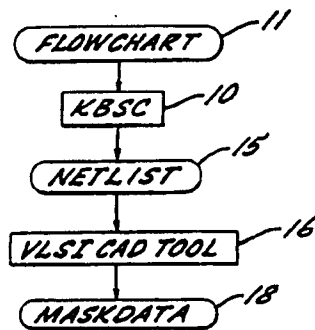 FLOWCHART 11
KBSC 10
NETLIST 15
VLSI CAD TOOL 16
MASKDATA 18